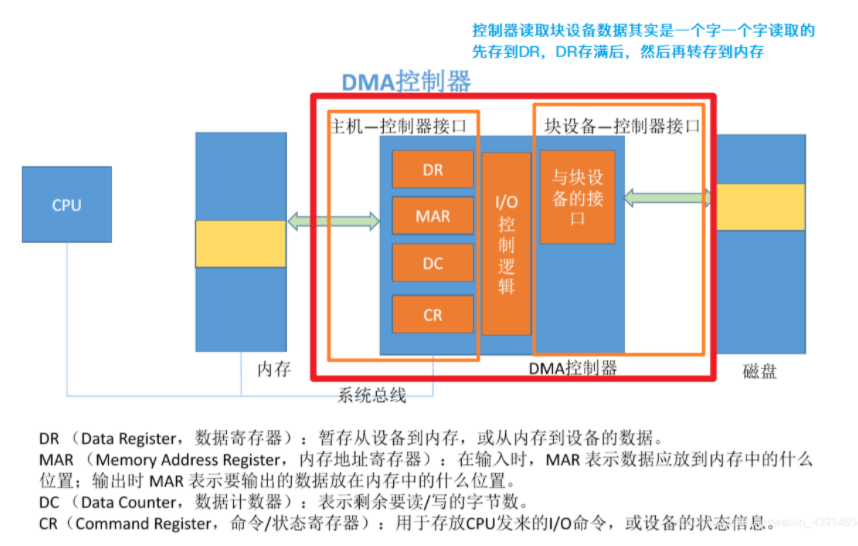 控制器读取块设备数据其实是一个字一个字读取的
先存到DR，DR存满后，然后再转存到内存
DMA控制器
主机—控制器接口
块设备—控制器接口
CPU
DR
MAR
DC
CR
I/O
控
制
逻
辑
与块设
备的接
口
内存
DMA控制器
磁盘
系统总线
DR （Data Register，数据寄存器）：暂存从设备到内存，或从内存到设备的数据。
MAR （Memory Address Register，内存地址寄存器）：在输入时，MAR 表示数据应放到内存中的什么
位置；输出时 MAR 表示要输出的数据放在内存中的什么位置。
DC （Data Counter，数据计数器）：表示剩余要读/写的字节数。
CR（Command Register，命令/状态寄存器）：用于存放CPU发来的I/O命令，或设备的状态信息。